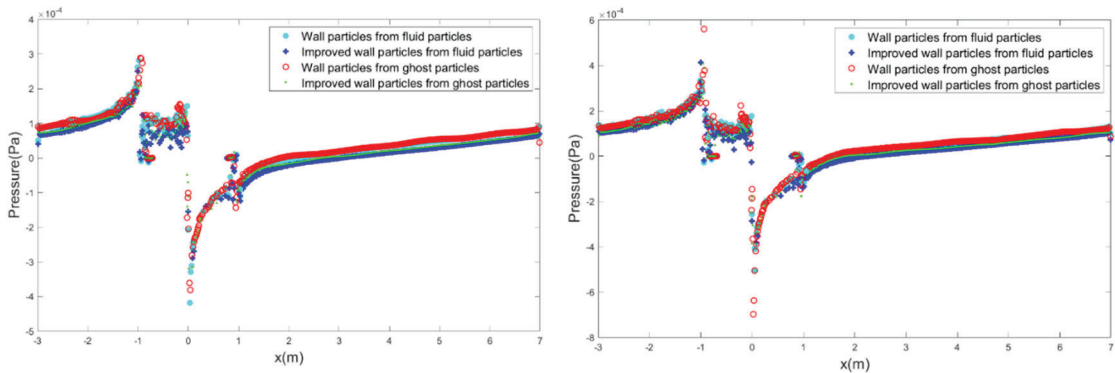 ×10⁻⁴
4
3
2
1
0
-1
-2
-3
-4
-5
Pressure(Pa)
Wall particles from fluid particles
Improved wall particles from fluid particles
Wall particles from ghost particles
Improved wall particles from ghost particles
-3 -2 -1 0 1 2 3 4 5 6 7
x(m)
6 ×10⁻⁴
4
2
0
-2
-4
-6
-8
Pressure(Pa)
Wall particles from fluid particles
Improved wall particles from fluid particles
Wall particles from ghost particles
Improved wall particles from ghost particles
-3 -2 -1 0 1 2 3 4 5 6 7
x(m)